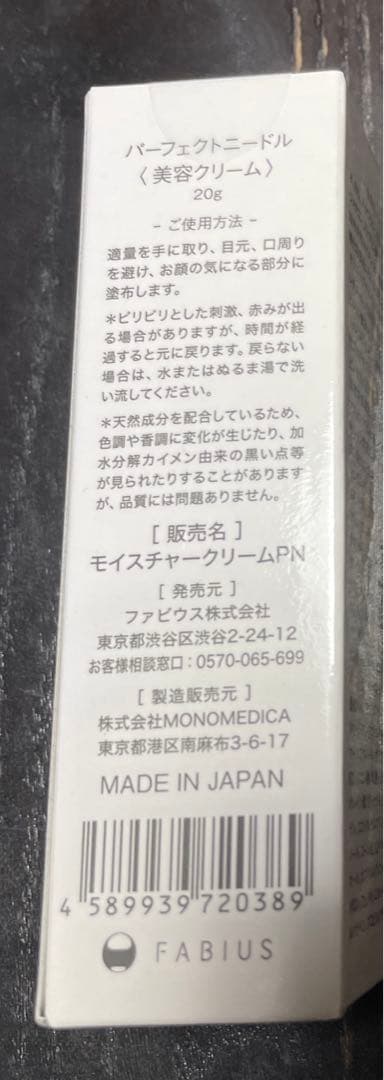 パーフェクトニードル
〈 美容クリーム 〉
20g
- ご使用方法 -
適量を手に取り、目元、口周り
を避け、お顔の気になる部分に
塗布します。
＊ピリピリとした刺激、赤みが出
る場合がありますが、時間が経
過すると元に戻ります。戻らない
場合は、水またはぬるま湯で洗
い流してください。
＊天然成分を配合しているため、
色調や香調に変化が生じたり、加
水分解カイメン由来の黒い点等
が見られたりすることがあります
が、品質には問題ありません。
[ 販売名 ]
モイスチャークリームPN
[ 発売元 ]
ファビウス株式会社
東京都渋谷区渋谷2-24-12
お客様相談窓口：0570-065-699
[ 製造販売元 ]
株式会社MONOMEDICA
東京都港区南麻布3-6-17
MADE IN JAPAN
4 589939 720389
FABIUS